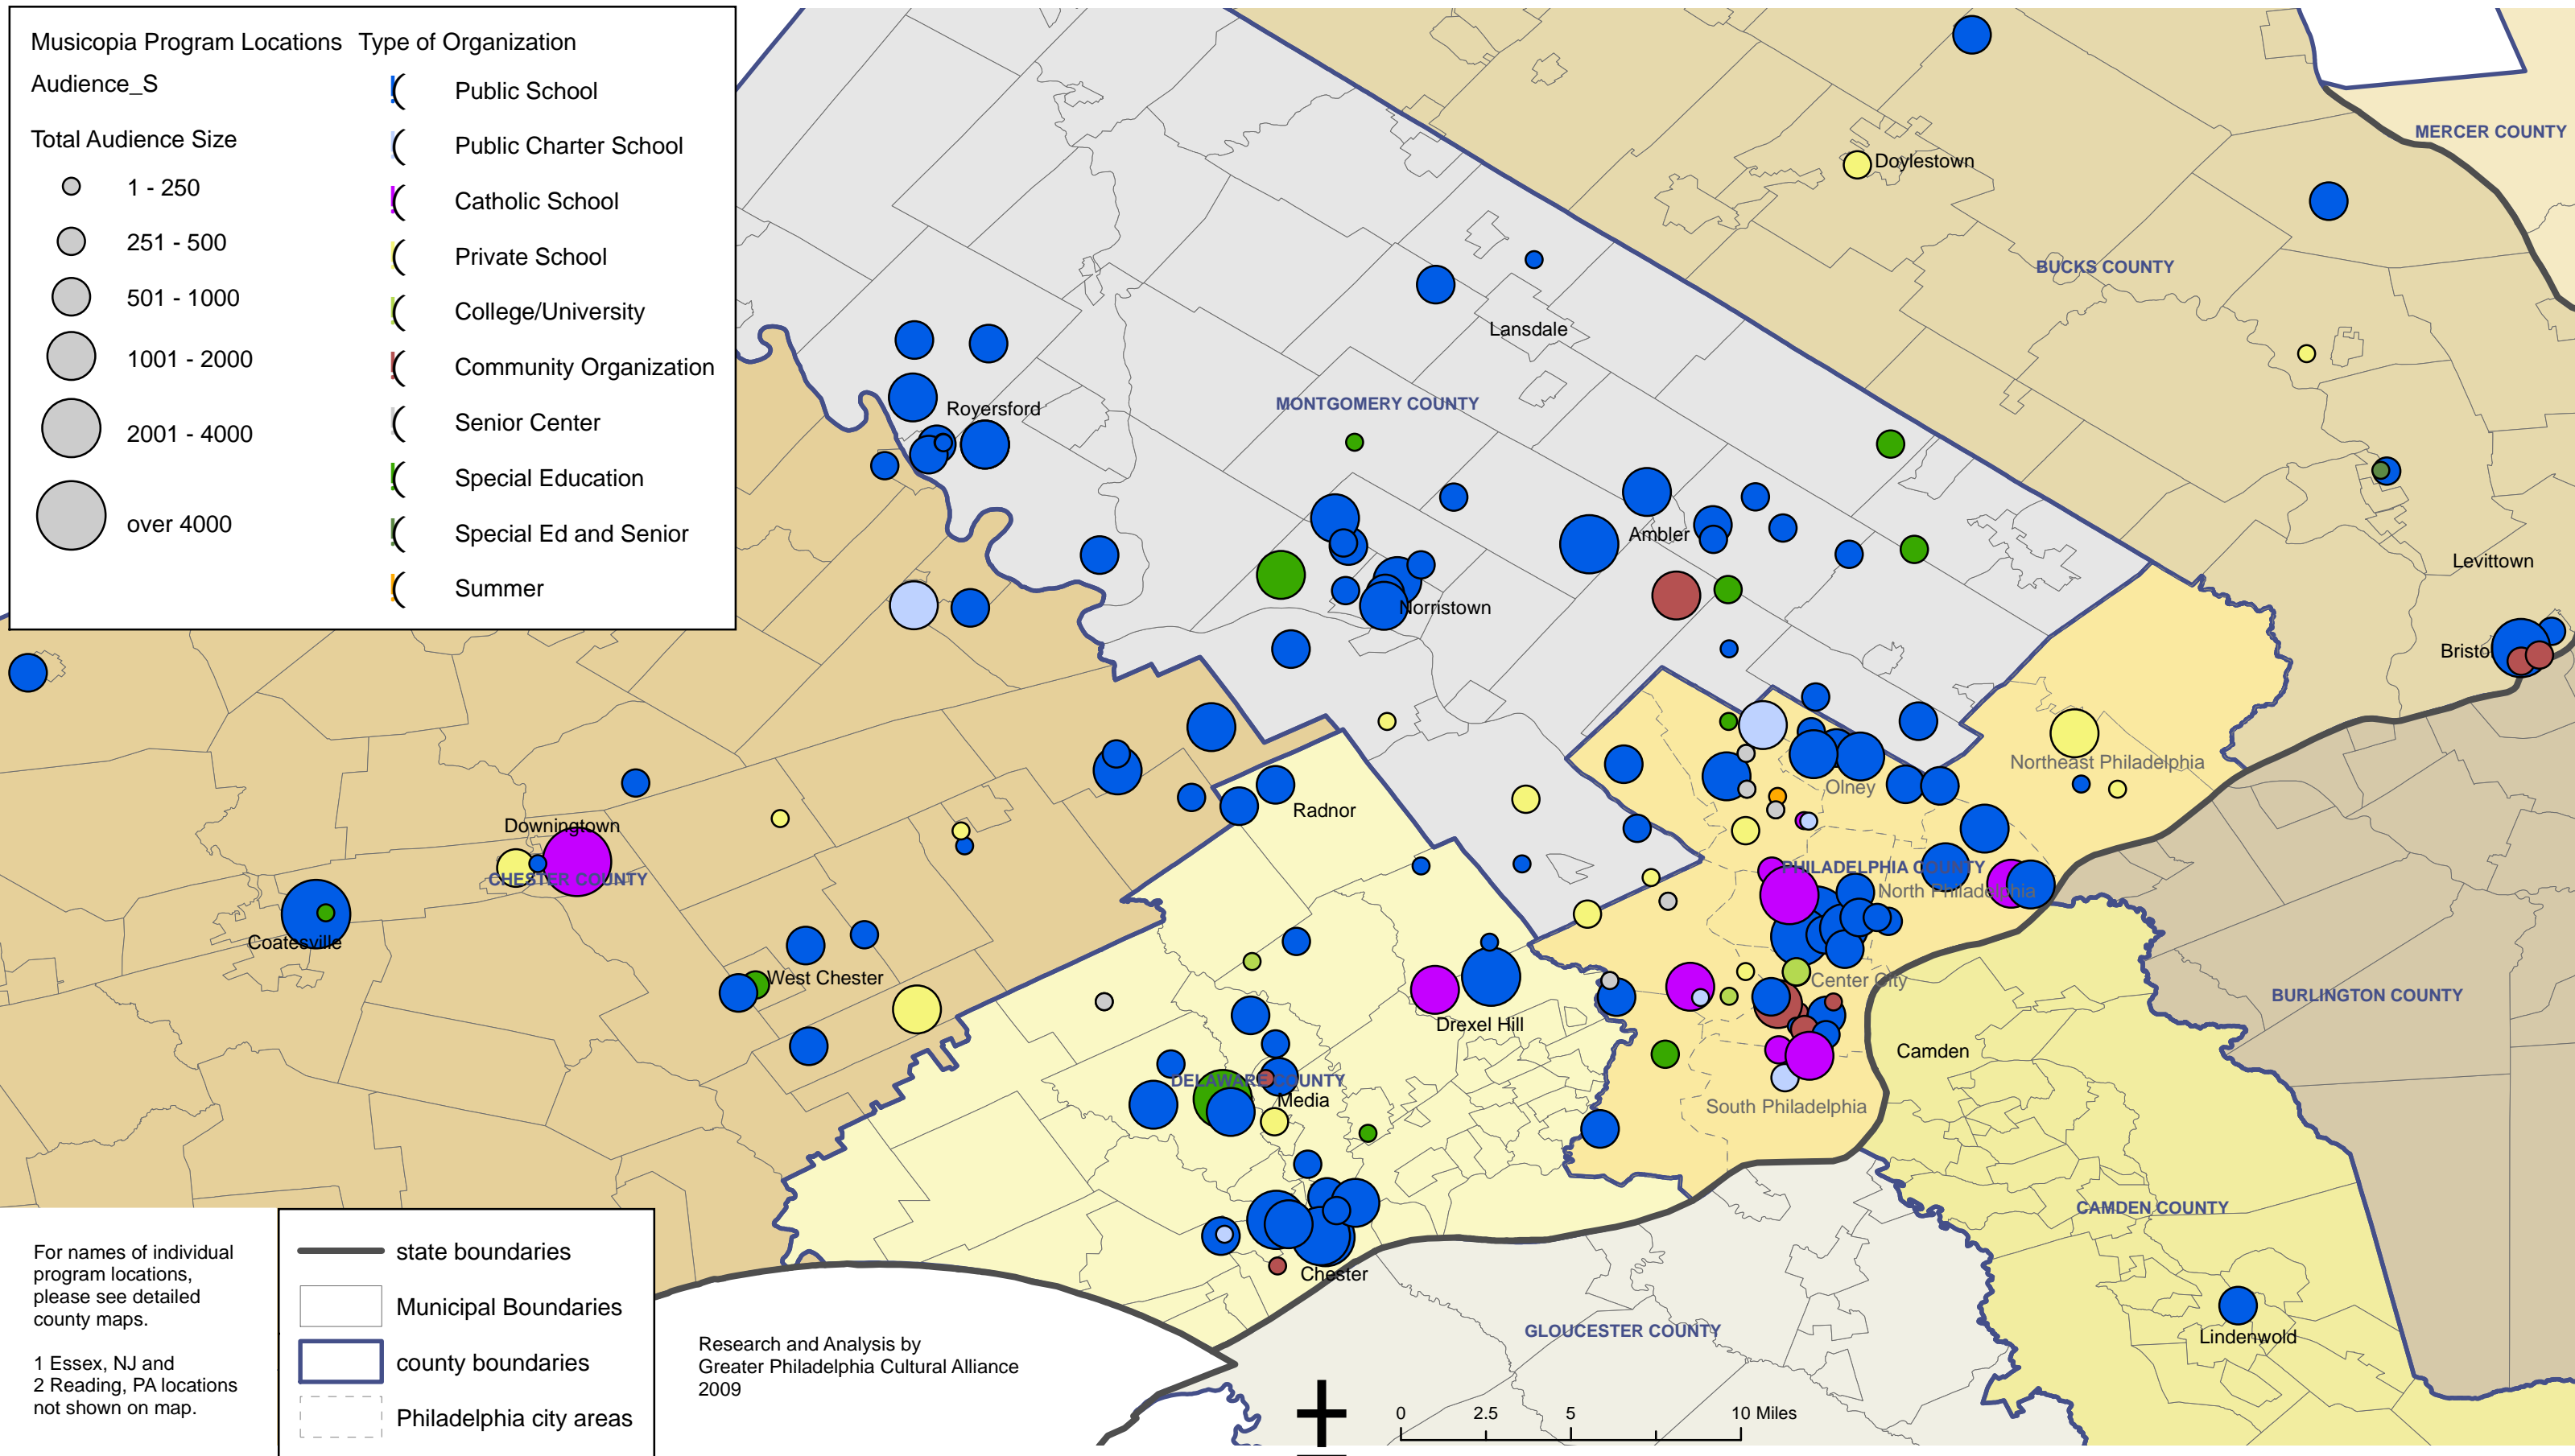 Musicopia Program Locations
Audience_S
Total Audience Size
1 - 250
251 - 500
501 - 1000
1001 - 2000
2001 - 4000
over 4000
Type of Organization
Public School
Public Charter School
Catholic School
Private School
College/University
Community Organization
Senior Center
Special Education
Special Ed and Senior
Summer
MERCER COUNTY
Doylestown
BUCKS COUNTY
Lansdale
MONTGOMERY COUNTY
Royersford
Ambler
Levittown
Norristown
Bristo
Northeast Philadelphia
Olney
Radnor
Downingtown
CHESTER COUNTY
PHILADELPHIA COUNTY
North Philadelphia
Coatesville
West Chester
Center City
BURLINGTON COUNTY
Drexel Hill
Camden
DELAWARE COUNTY
Media
South Philadelphia
CAMDEN COUNTY
Chester
GLOUCESTER COUNTY
Lindenwold
For names of individual
program locations,
please see detailed
county maps.
1 Essex, NJ and
2 Reading, PA locations
not shown on map.
state boundaries
Municipal Boundaries
county boundaries
Philadelphia city areas
Research and Analysis by
Greater Philadelphia Cultural Alliance
2009
0 2.5 5 10 Miles